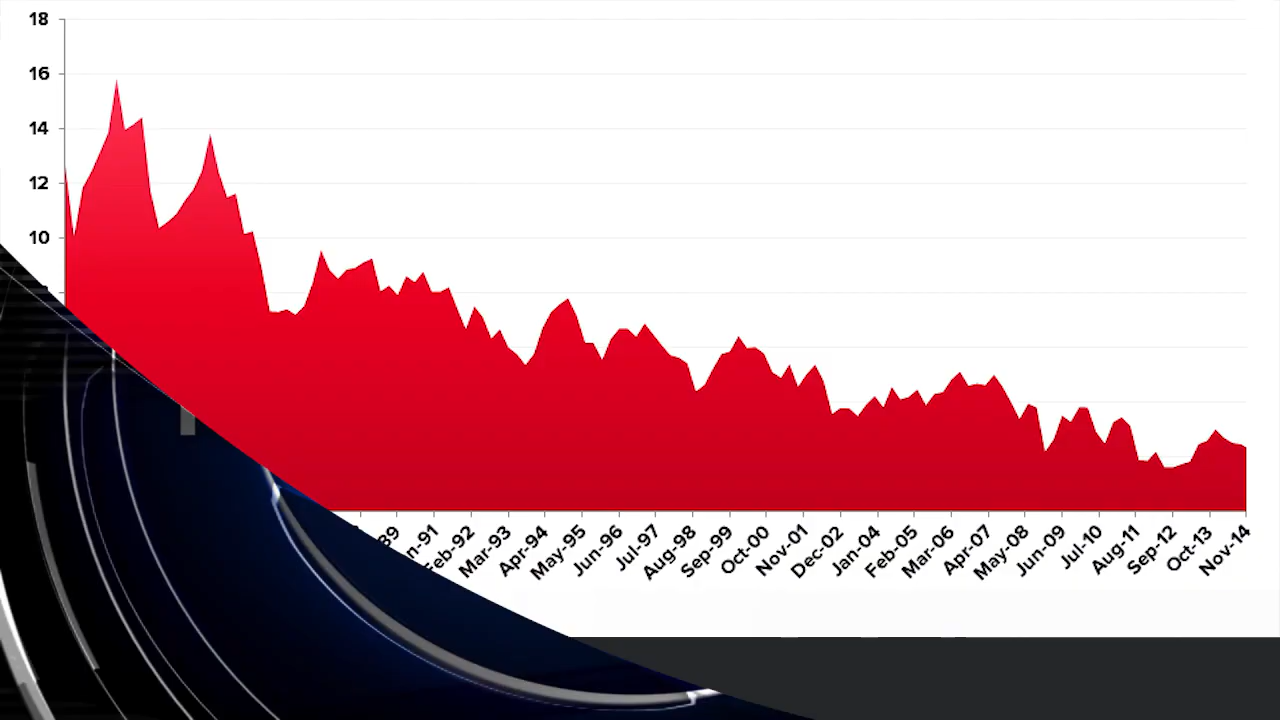 18
16
14
12
10
Feb-92
Mar-93
Apr-94
May-95
Jun-96
Jul-97
Aug-98
Sep-99
Oct-00
Nov-01
Dec-02
Jan-04
Feb-05
Mar-06
Apr-07
May-08
Jun-09
Jul-10
Aug-11
Sep-12
Oct-13
Nov-14